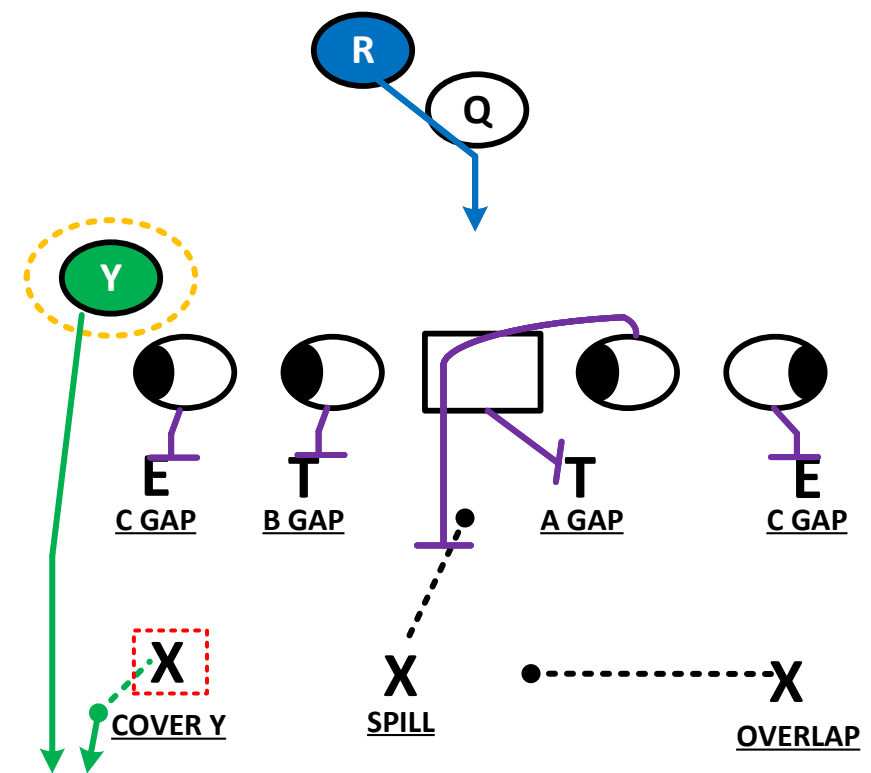 R
Q
Y
E T T E
C GAP B GAP A GAP C GAP
X X X
COVER Y SPILL OVERLAP